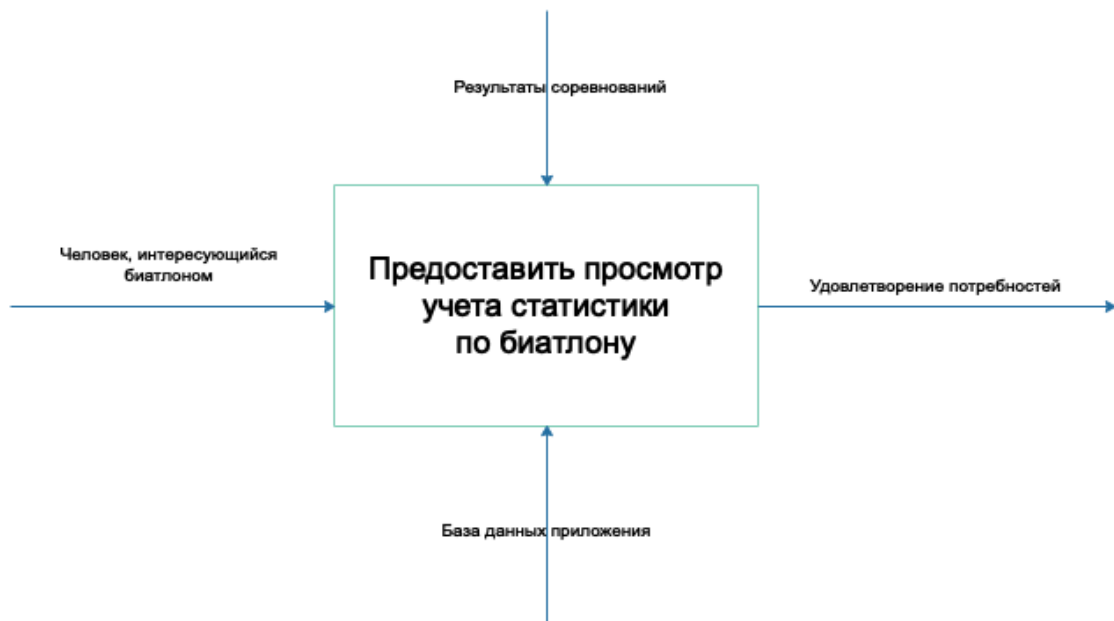 Результаты соревнований
Человек, интересующийся
биатлоном
Предоставить просмотр
учета статистики
по биатлону
Удовлетворение потребностей
База данных приложения